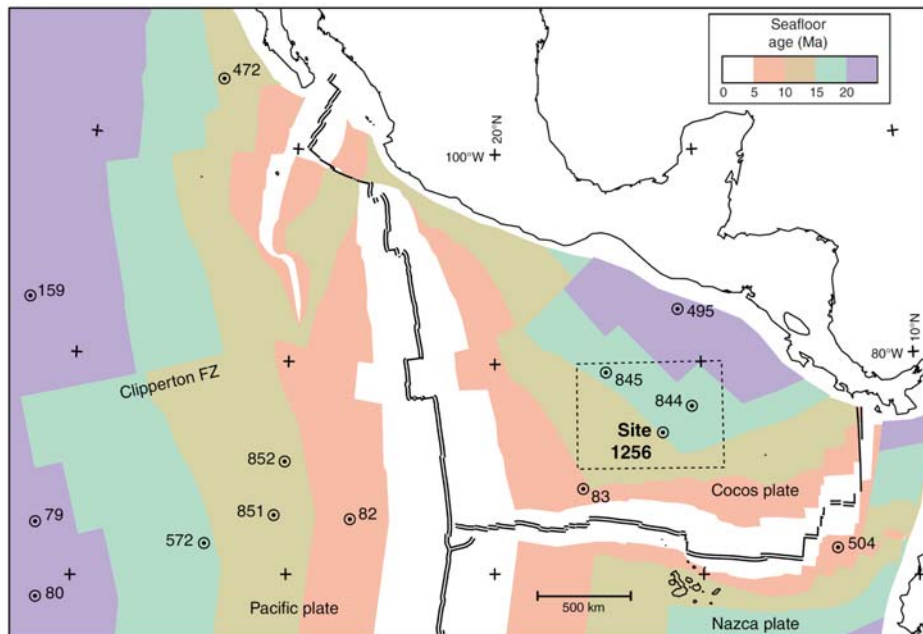 Seafloor
age (Ma)
0 5 10 15 20
472
20°N
100°W
159
495
10°N
80°W
Clipperton FZ
845
844
Site
1256
852
83
Cocos plate
79
851
82
572
504
80
Pacific plate
500 km
Nazca plate